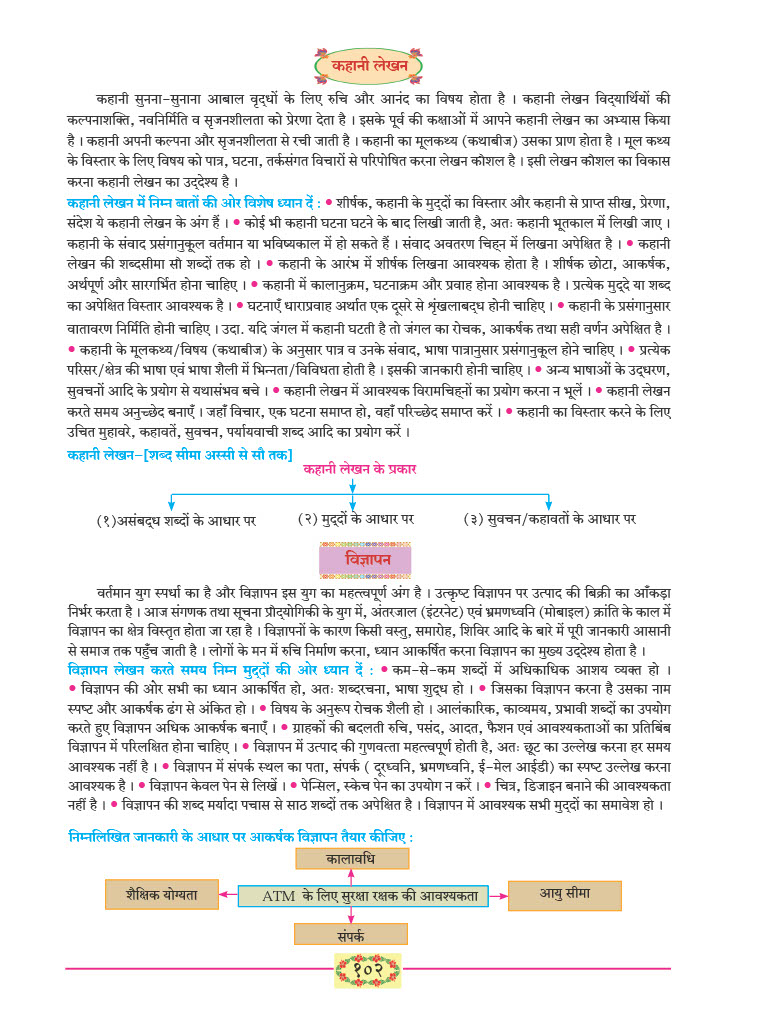 कहानी लेखन
कहानी सुनना-सुनाना आबाल वृद्धों के लिए रुचि और आनंद का विषय होता है । कहानी लेखन विद्यार्थियों की
कल्पनाशक्ति, नवनिर्मिति व सृजनशीलता को प्रेरणा देता है । इसके पूर्व की कक्षाओं में आपने कहानी लेखन का अभ्यास किया
है । कहानी अपनी कल्पना और सृजनशीलता से रची जाती है । कहानी का मूलकथ्य (कथाबीज) उसका प्राण होता है । मूल कथ्य
के विस्तार के लिए विषय को पात्र, घटना, तर्कसंगत विचारों से परिपोषित करना लेखन कौशल है । इसी लेखन कौशल का विकास
करना कहानी लेखन का उद्देश्य है ।
कहानी लेखन में निम्न बातों की ओर विशेष ध्यान दें : • शीर्षक, कहानी के मुद्दों का विस्तार और कहानी से प्राप्त सीख, प्रेरणा,
संदेश ये कहानी लेखन के अंग हैं । • कोई भी कहानी घटना घटने के बाद लिखी जाती है, अतः कहानी भूतकाल में लिखी जाए ।
कहानी के संवाद प्रसंगानुकूल वर्तमान या भविष्यकाल में हो सकते हैं । संवाद अवतरण चिह्न में लिखना अपेक्षित है । • कहानी
लेखन की शब्दसीमा सौ शब्दों तक हो । • कहानी के आरंभ में शीर्षक लिखना आवश्यक होता है । शीर्षक छोटा, आकर्षक,
अर्थपूर्ण और सारगर्भित होना चाहिए । • कहानी में कालानुक्रम, घटनाक्रम और प्रवाह होना आवश्यक है । प्रत्येक मुद्दे या शब्द
का अपेक्षित विस्तार आवश्यक है । • घटनाएँ धाराप्रवाह अर्थात एक दूसरे से शृंखलाबद्ध होनी चाहिए । • कहानी के प्रसंगानुसार
वातावरण निर्मिति होनी चाहिए । उदा. यदि जंगल में कहानी घटती है तो जंगल का रोचक, आकर्षक तथा सही वर्णन अपेक्षित है ।
• कहानी के मूलकथ्य/विषय (कथाबीज) के अनुसार पात्र व उनके संवाद, भाषा पात्रानुसार प्रसंगानुकूल होने चाहिए । • प्रत्येक
परिसर/क्षेत्र की भाषा एवं भाषा शैली में भिन्नता/विविधता होती है । इसकी जानकारी होनी चाहिए । • अन्य भाषाओं के उद्धरण,
सुवचनों आदि के प्रयोग से यथासंभव बचे । • कहानी लेखन में आवश्यक विरामचिह्नों का प्रयोग करना न भूलें । • कहानी लेखन
करते समय अनुच्छेद बनाएँ । जहाँ विचार, एक घटना समाप्त हो, वहाँ परिच्छेद समाप्त करें । • कहानी का विस्तार करने के लिए
उचित मुहावरे, कहावतें, सुवचन, पर्यायवाची शब्द आदि का प्रयोग करें ।
कहानी लेखन-[शब्द सीमा अस्सी से सौ तक]
कहानी लेखन के प्रकार
(१)असंबद्ध शब्दों के आधार पर (२) मुद्दों के आधार पर (३) सुवचन/कहावतों के आधार पर
विज्ञापन
वर्तमान युग स्पर्धा का है और विज्ञापन इस युग का महत्त्वपूर्ण अंग है । उत्कृष्ट विज्ञापन पर उत्पाद की बिक्री का आँकड़ा
निर्भर करता है । आज संगणक तथा सूचना प्रौद्योगिकी के युग में, अंतरजाल (इंटरनेट) एवं भ्रमणध्वनि (मोबाइल) क्रांति के काल में
विज्ञापन का क्षेत्र विस्तृत होता जा रहा है । विज्ञापनों के कारण किसी वस्तु, समारोह, शिविर आदि के बारे में पूरी जानकारी आसानी
से समाज तक पहुँच जाती है । लोगों के मन में रुचि निर्माण करना, ध्यान आकर्षित करना विज्ञापन का मुख्य उद्देश्य होता है ।
विज्ञापन लेखन करते समय निम्न मुद्दों की ओर ध्यान दें : • कम-से-कम शब्दों में अधिकाधिक आशय व्यक्त हो ।
• विज्ञापन की ओर सभी का ध्यान आकर्षित हो, अतः शब्दरचना, भाषा शुद्ध हो । • जिसका विज्ञापन करना है उसका नाम
स्पष्ट और आकर्षक ढंग से अंकित हो । • विषय के अनुरूप रोचक शैली हो । आलंकारिक, काव्यमय, प्रभावी शब्दों का उपयोग
करते हुए विज्ञापन अधिक आकर्षक बनाएँ । • ग्राहकों की बदलती रुचि, पसंद, आदत, फैशन एवं आवश्यकताओं का प्रतिबिंब
विज्ञापन में परिलक्षित होना चाहिए । • विज्ञापन में उत्पाद की गुणवत्ता महत्त्वपूर्ण होती है, अतः छूट का उल्लेख करना हर समय
आवश्यक नहीं है । • विज्ञापन में संपर्क स्थल का पता, संपर्क ( दूरध्वनि, भ्रमणध्वनि, ई-मेल आईडी) का स्पष्ट उल्लेख करना
आवश्यक है । • विज्ञापन केवल पेन से लिखें । • पेन्सिल, स्केच पेन का उपयोग न करें । • चित्र, डिजाइन बनाने की आवश्यकता
नहीं है । • विज्ञापन की शब्द मर्यादा पचास से साठ शब्दों तक अपेक्षित है । विज्ञापन में आवश्यक सभी मुद्दों का समावेश हो ।
निम्नलिखित जानकारी के आधार पर आकर्षक विज्ञापन तैयार कीजिए :
कालावधि
शैक्षिक योग्यता ATM के लिए सुरक्षा रक्षक की आवश्यकता आयु सीमा
संपर्क
१०२